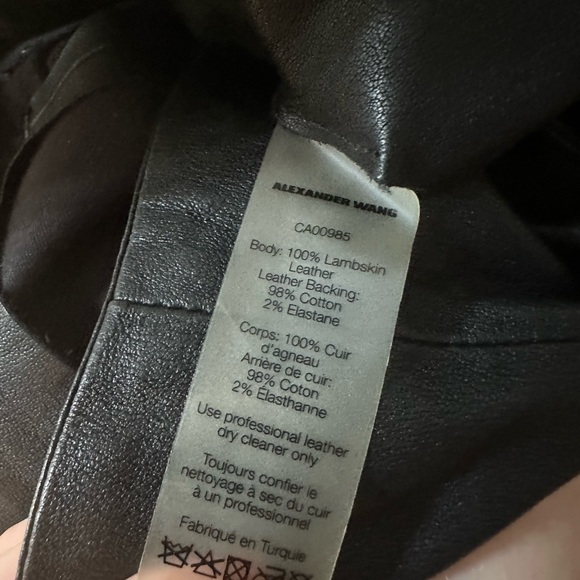 ALEXANDER WANG
CA00985
Body: 100% Lambskin
Leather
Leather Backing:
98% Cotton
2% Elastane
Corps: 100% Cuir
d'agneau
Arrière de cuir:
98% Coton
2% Élasthanne
Use professional leather
dry cleaner only
Toujours confier le
nettoyage à sec du cuir
à un professionnel
Fabriqué en Turquie